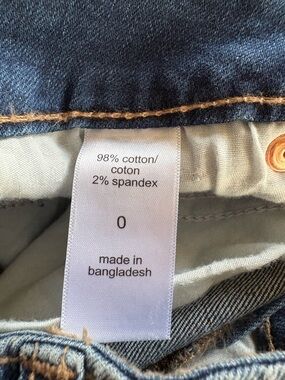 98% cotton/
coton
2% spandex
0
made in
bangladesh